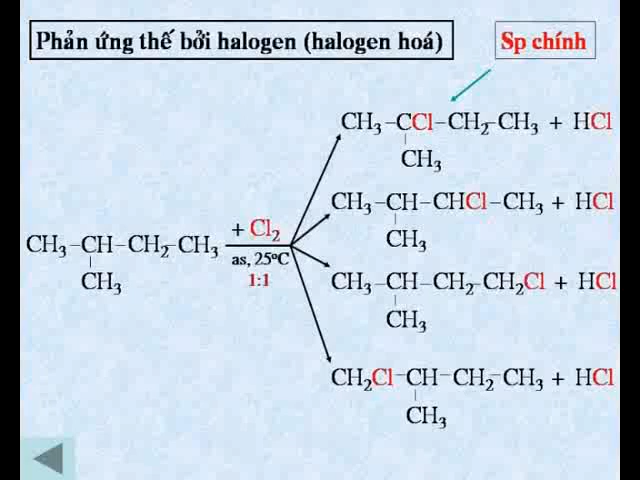 Phản ứng thế bởi halogen (halogen hoá)
Sp chính
CH₃–CCl–CH₂–CH₃ + HCl
CH₃
CH₃–CH–CHCl–CH₃ + HCl
CH₃
+ Cl₂
CH₃–CH–CH₂–CH₃
as, 25ºC
CH₃
1:1
CH₃–CH–CH₂–CH₂Cl + HCl
CH₃
CH₂Cl–CH–CH₂–CH₃ + HCl
CH₃